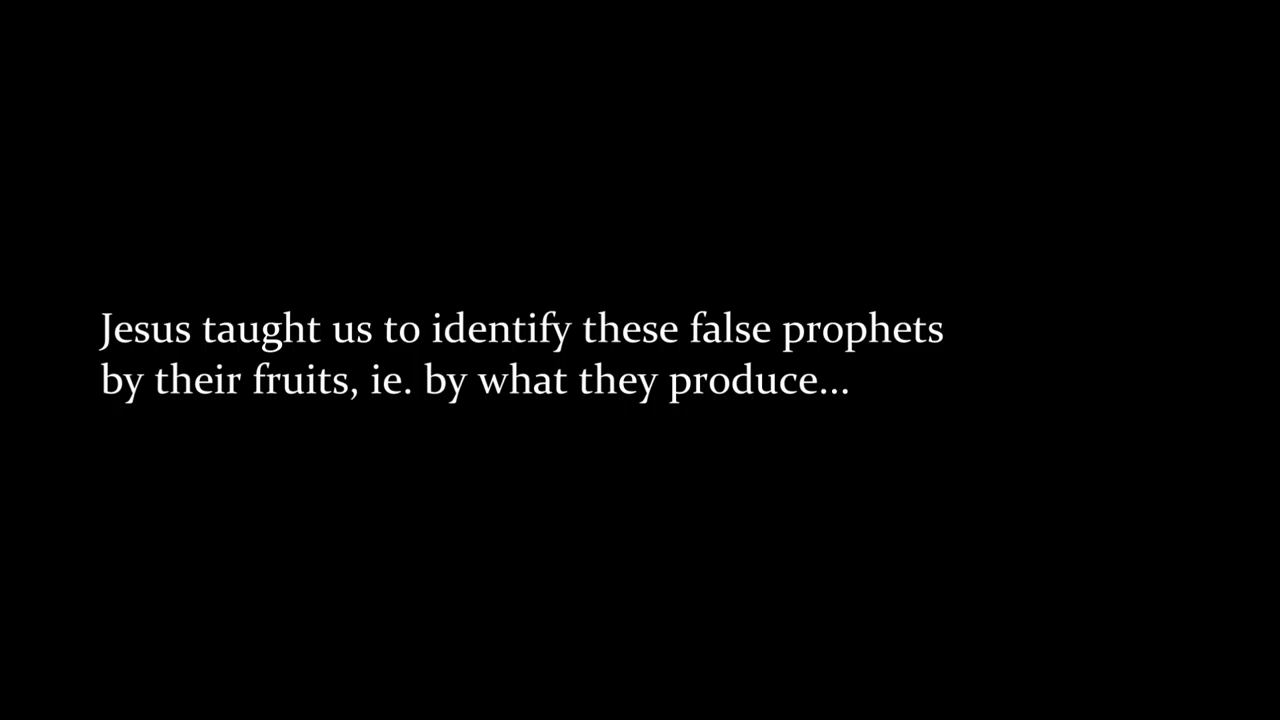 Jesus taught us to identify these false prophets
by their fruits, ie. by what they produce...